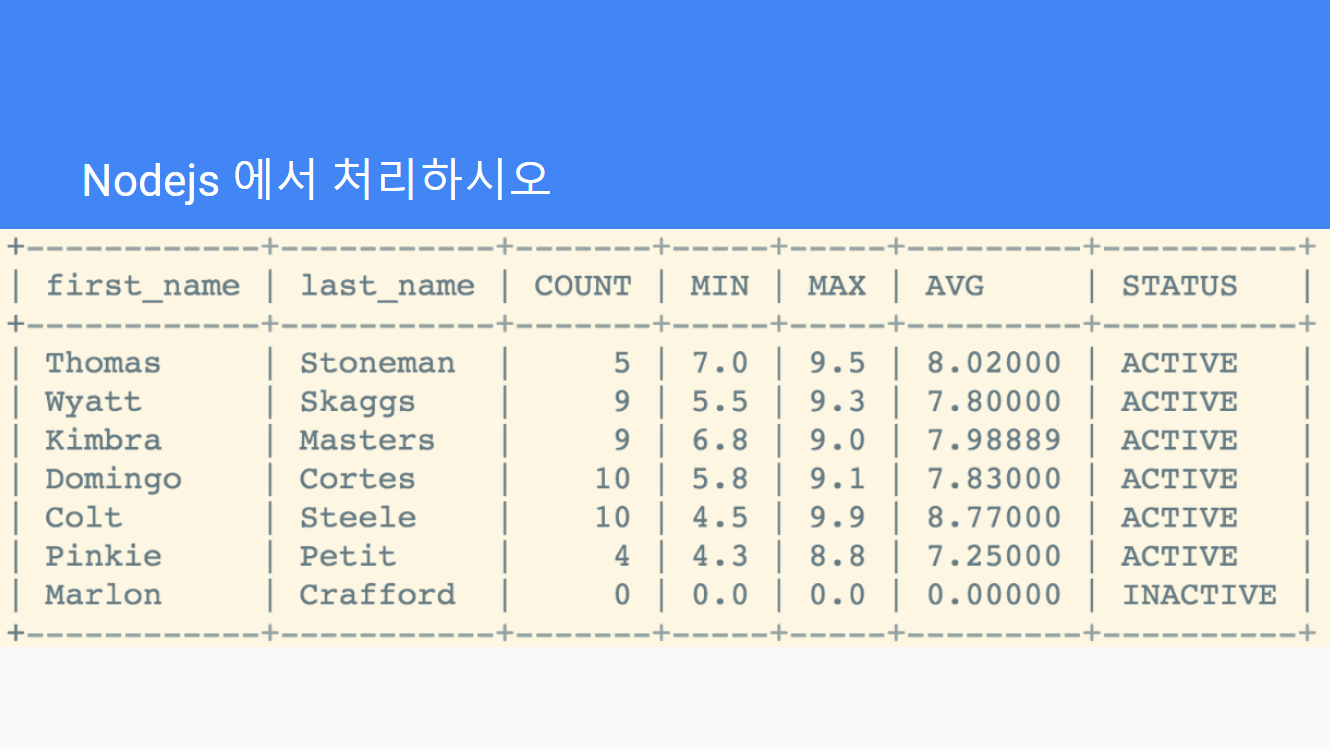 Nodejs 에서 처리하시오
+------------+-----------+-------+-----+-----+---------+----------+
| first_name | last_name | COUNT | MIN | MAX | AVG     | STATUS   |
+------------+-----------+-------+-----+-----+---------+----------+
| Thomas     | Stoneman  |     5 | 7.0 | 9.5 | 8.02000 | ACTIVE   |
| Wyatt      | Skaggs    |     9 | 5.5 | 9.3 | 7.80000 | ACTIVE   |
| Kimbra     | Masters   |     9 | 6.8 | 9.0 | 7.98889 | ACTIVE   |
| Domingo    | Cortes    |    10 | 5.8 | 9.1 | 7.83000 | ACTIVE   |
| Colt       | Steele    |    10 | 4.5 | 9.9 | 8.77000 | ACTIVE   |
| Pinkie     | Petit     |     4 | 4.3 | 8.8 | 7.25000 | ACTIVE   |
| Marlon     | Crafford  |     0 | 0.0 | 0.0 | 0.00000 | INACTIVE |
+------------+-----------+-------+-----+-----+---------+----------+